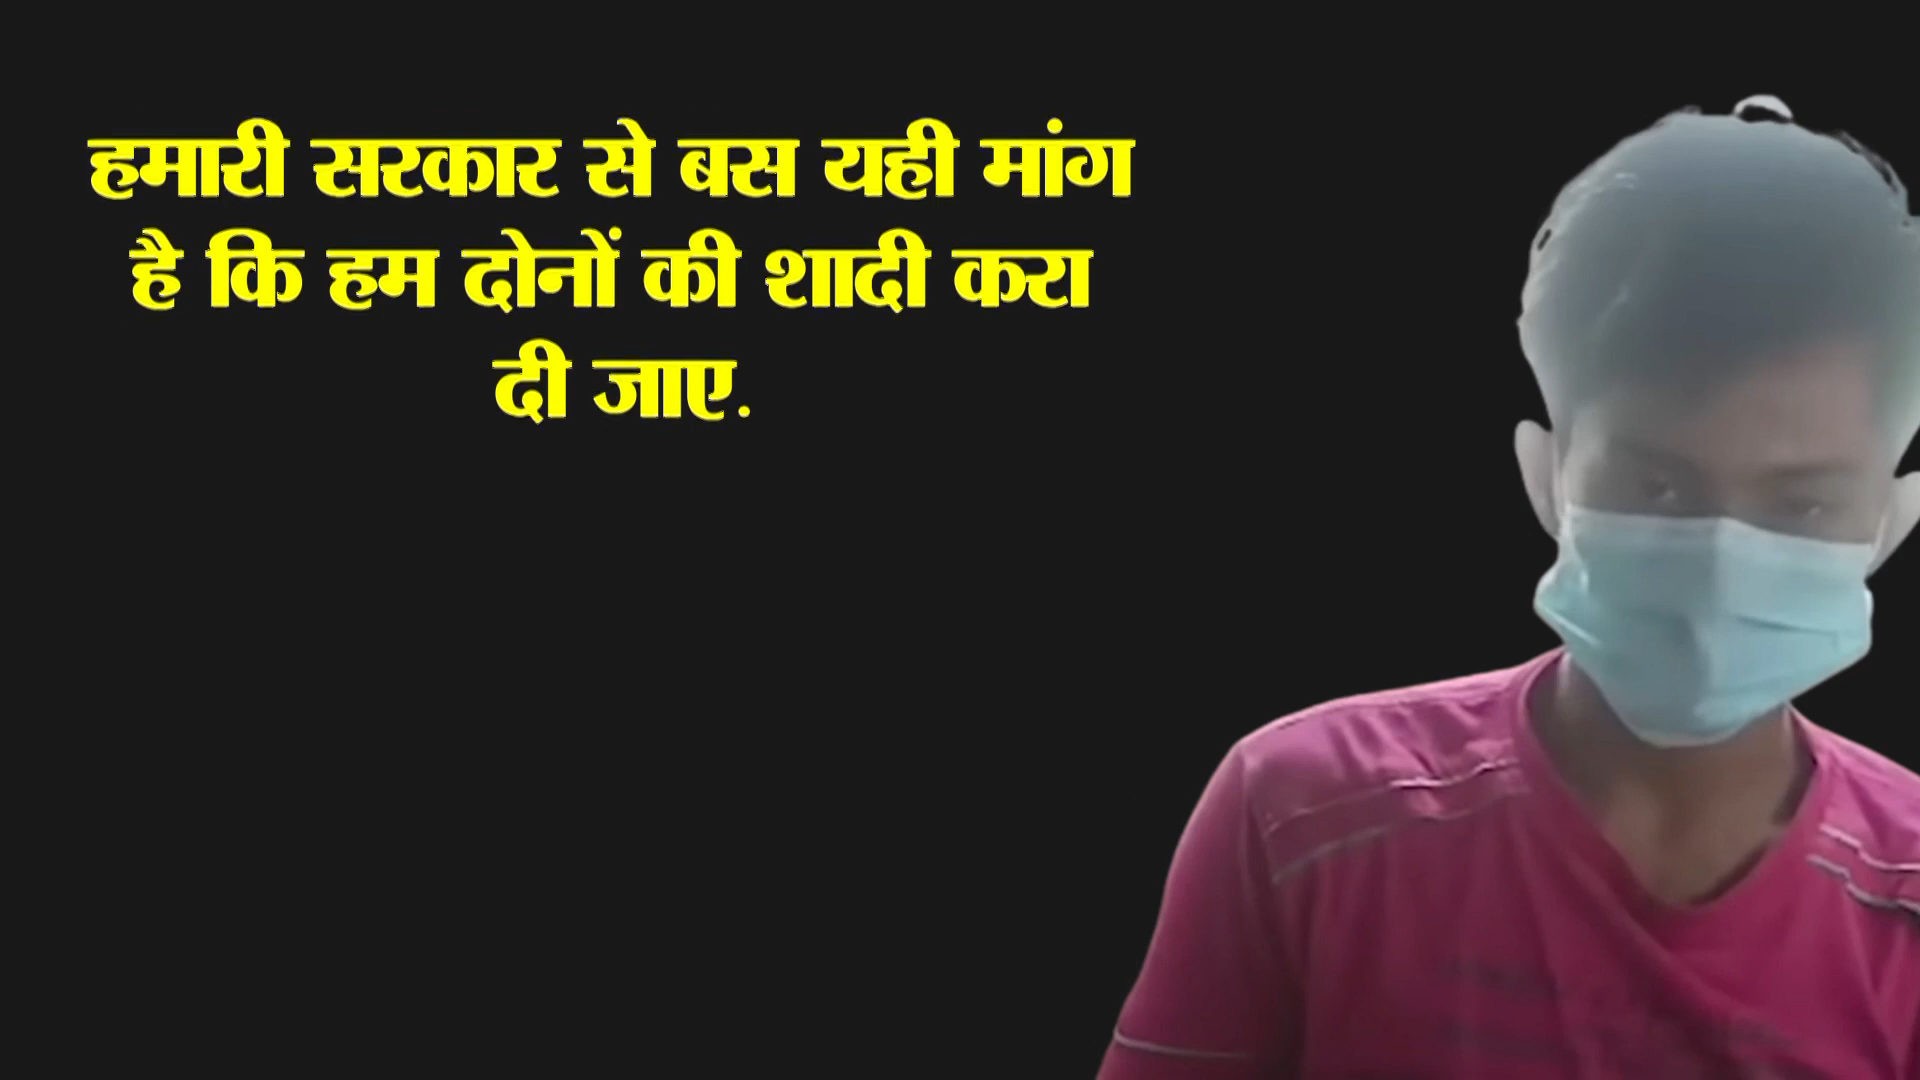 हमारी सरकार से बस यही मांग
है कि हम दोनों की शादी करा
दी जाए.